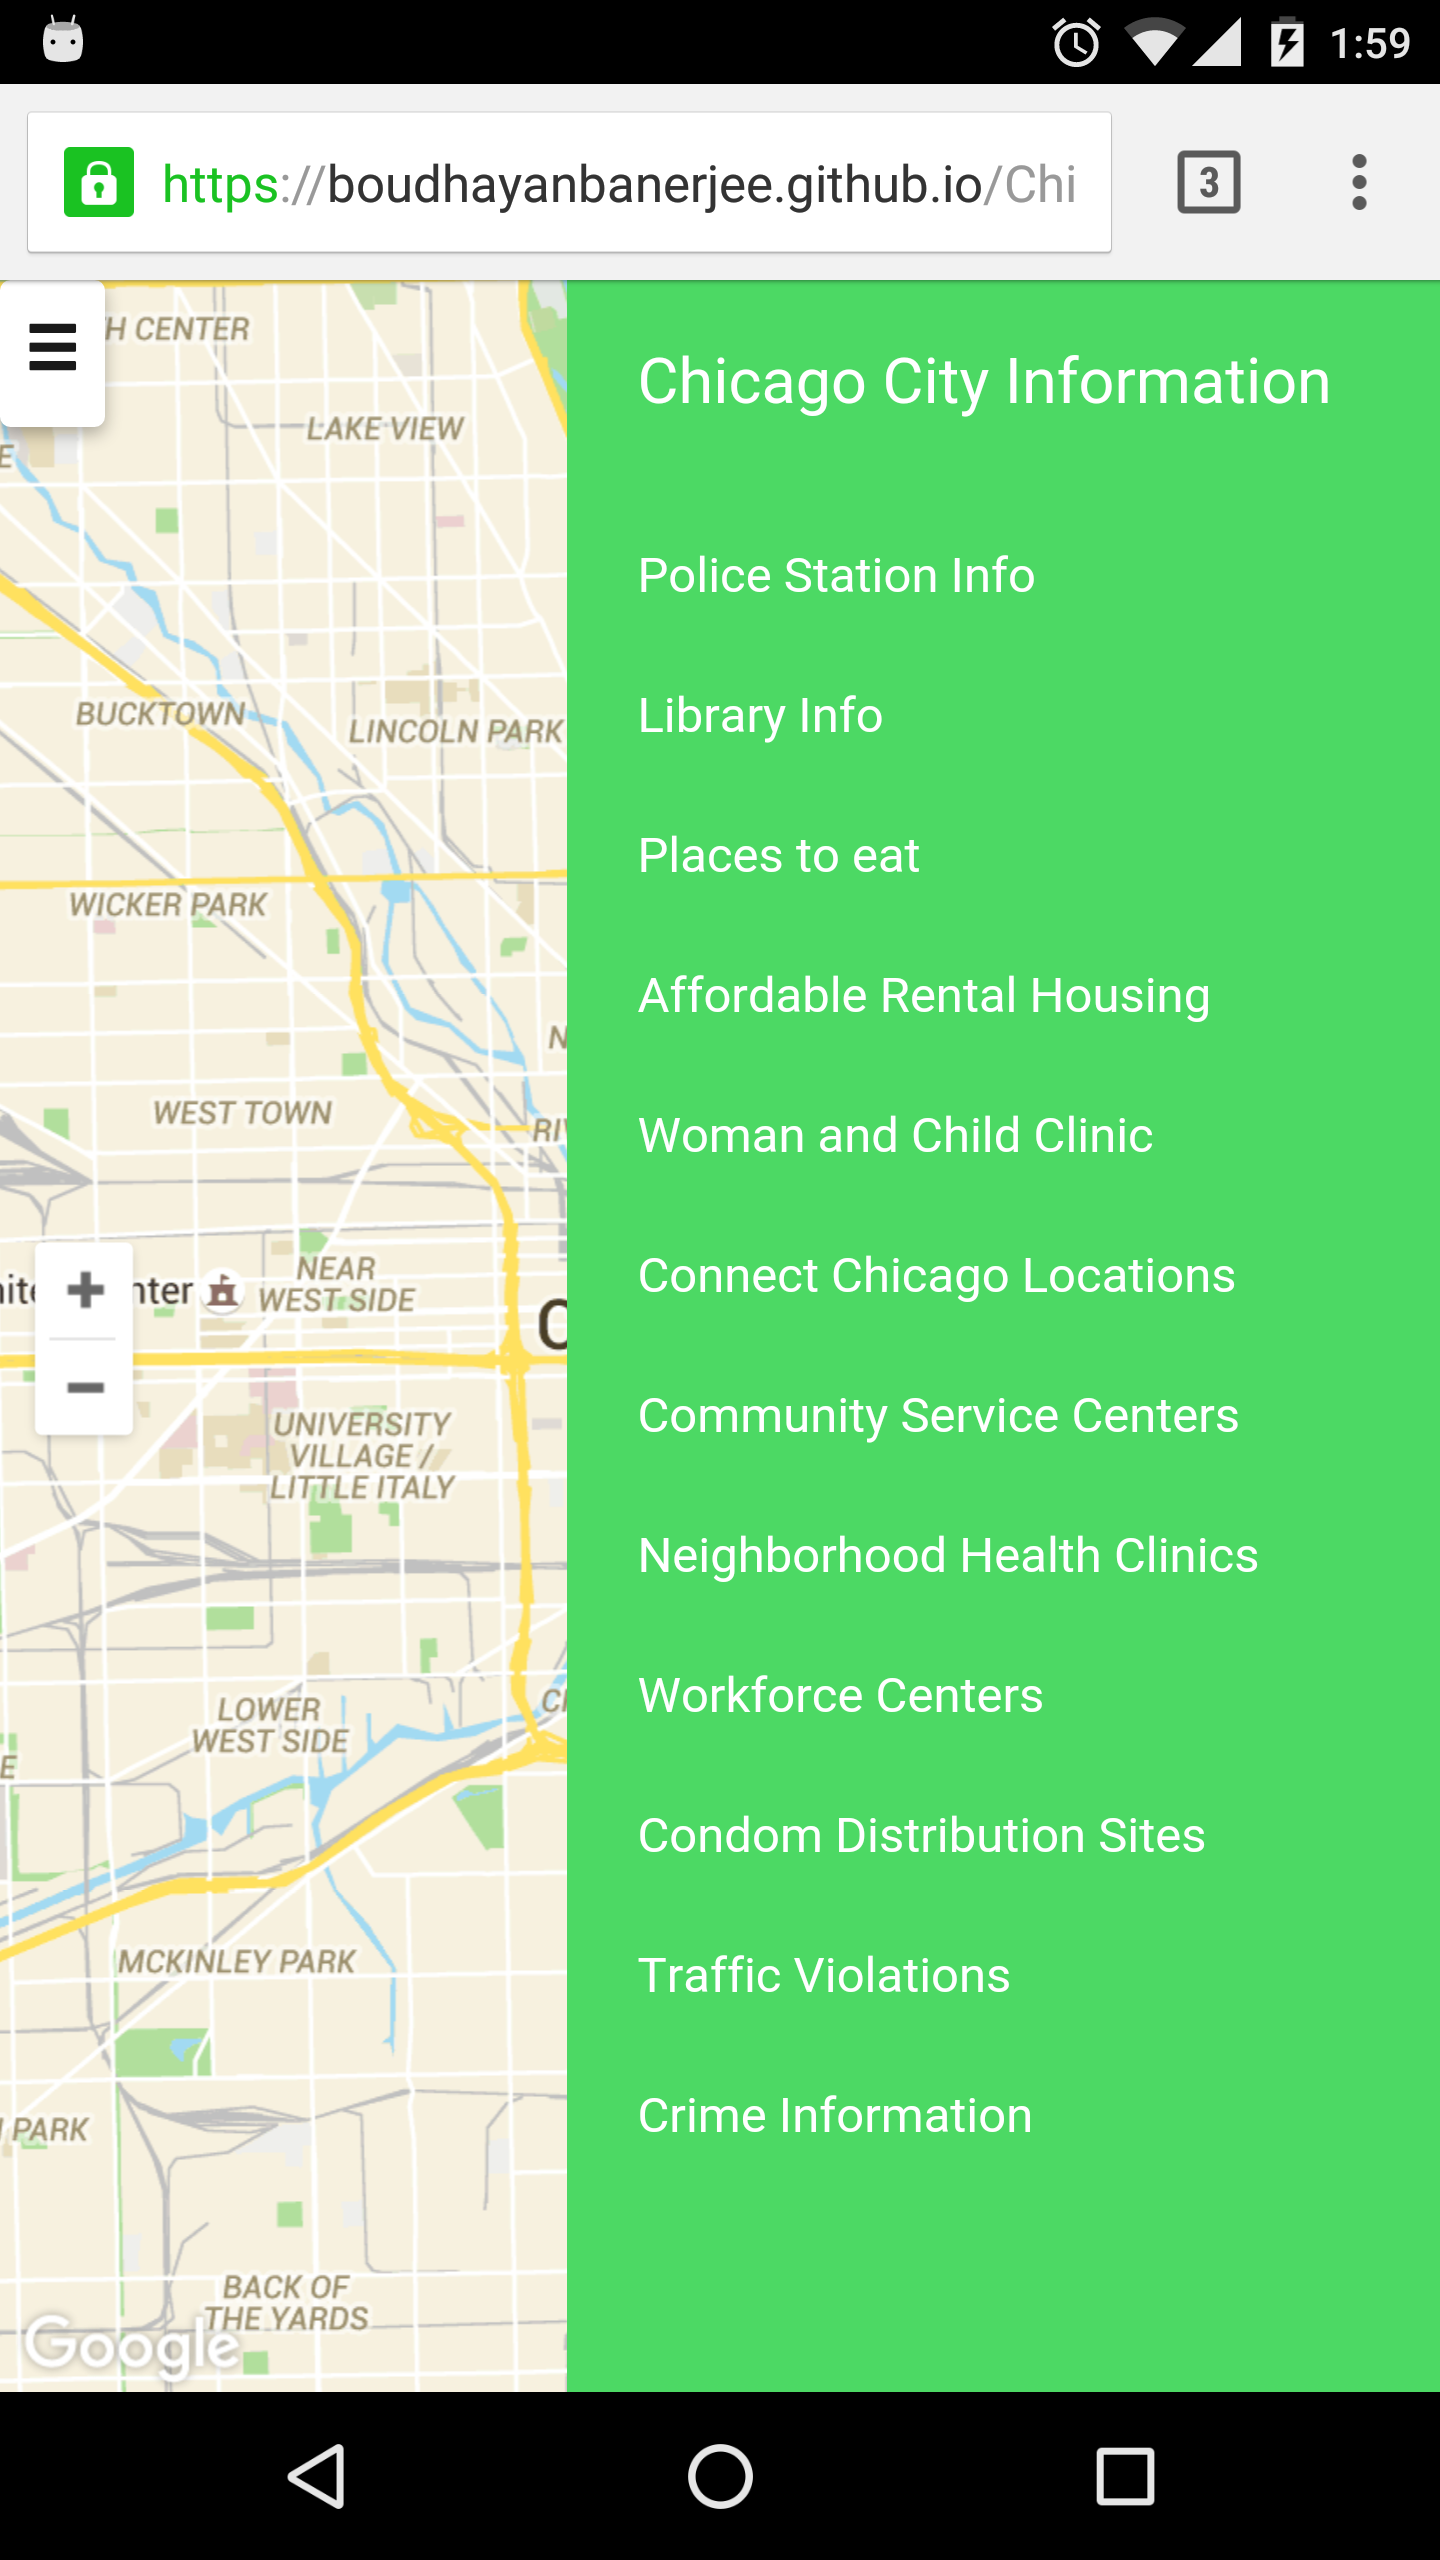 1:59
https://boudhayanbanerjee.github.io/Chi
3
Chicago City Information
Police Station Info
Library Info
Places to eat
Affordable Rental Housing
Woman and Child Clinic
Connect Chicago Locations
Community Service Centers
Neighborhood Health Clinics
Workforce Centers
Condom Distribution Sites
Traffic Violations
Crime Information
CENTER
LAKE VIEW
BUCKTOWN
LINCOLN PARK
WICKER PARK
WEST TOWN
NEAR
WEST SIDE
UNIVERSITY
VILLAGE /
LITTLE ITALY
LOWER
WEST SIDE
MCKINLEY PARK
PARK
BACK OF
THE YARDS
Google